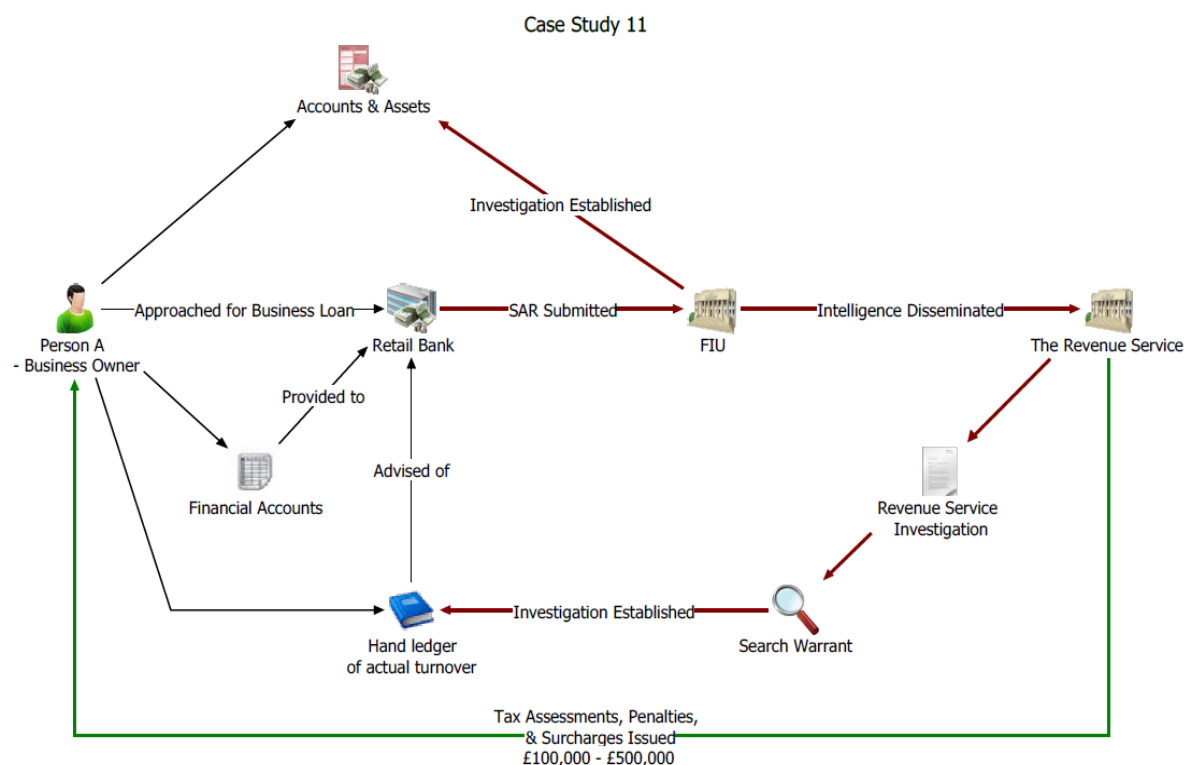 Case Study 11
Accounts & Assets
Investigation Established
Approached for Business Loan
SAR Submitted
Intelligence Disseminated
Person A
- Business Owner
Retail Bank
FIU
The Revenue Service
Provided to
Advised of
Financial Accounts
Revenue Service
Investigation
Investigation Established
Hand ledger
of actual turnover
Search Warrant
Tax Assessments, Penalties,
& Surcharges Issued
£100,000 - £500,000